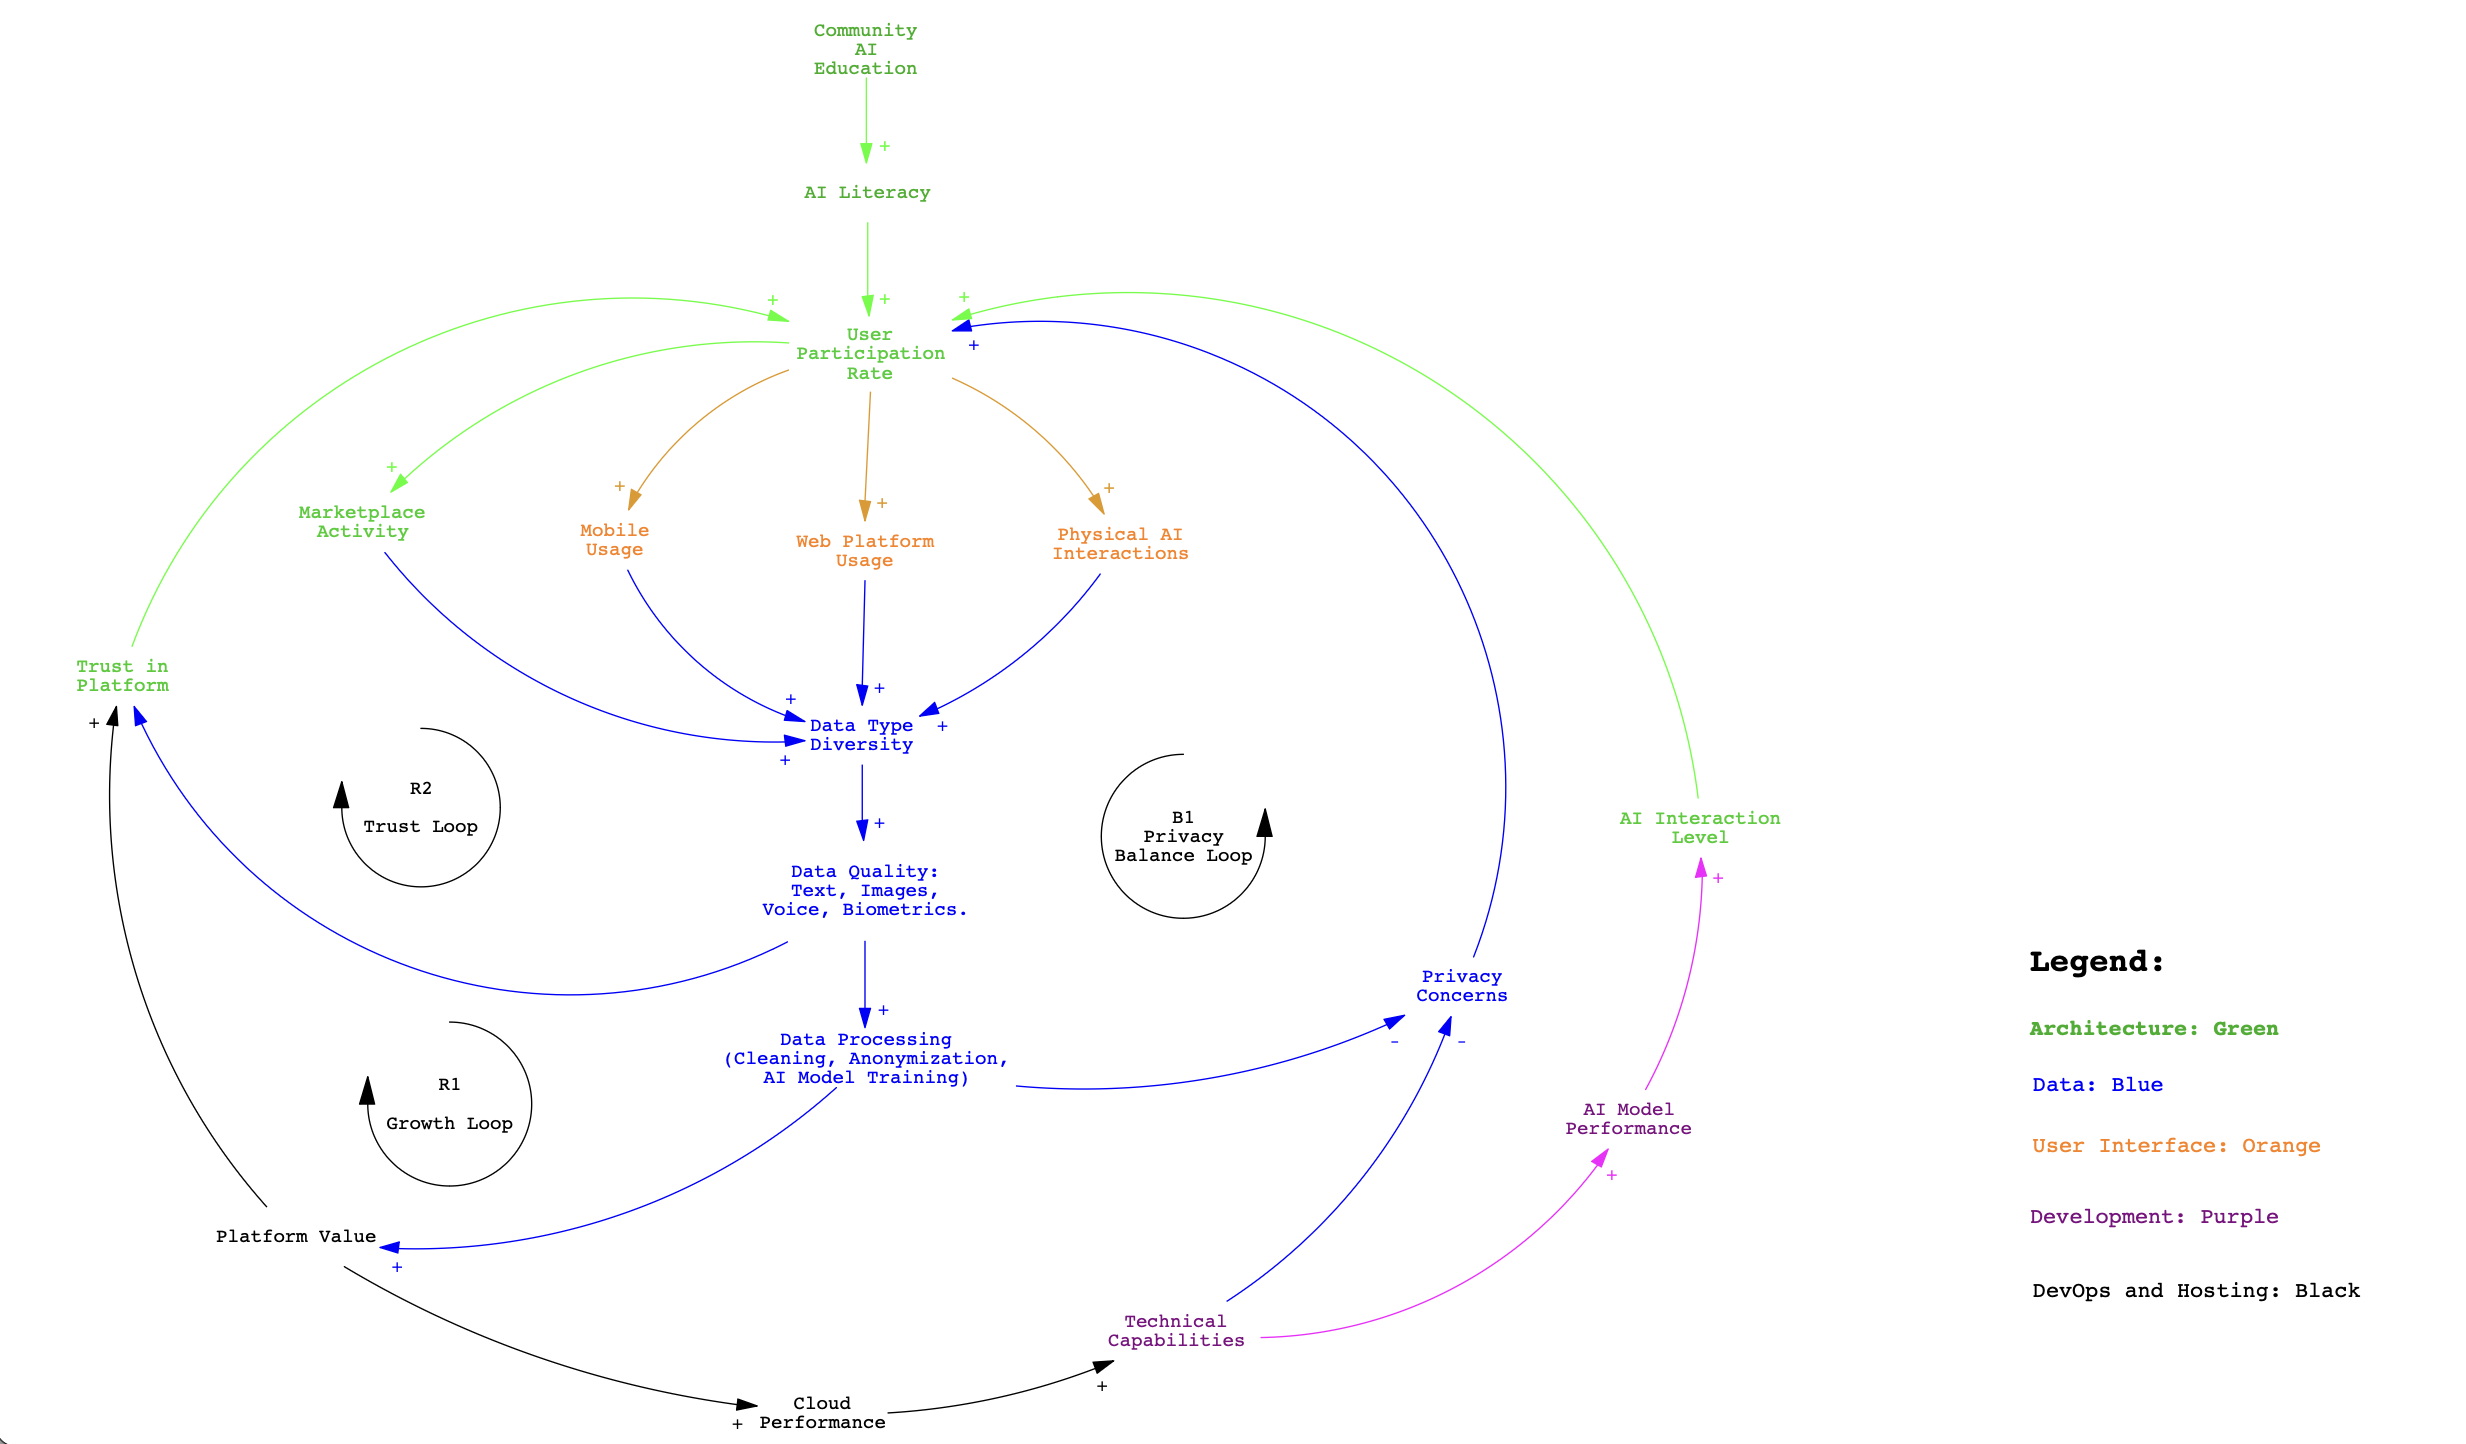 Community
AI
Education
+
AI Literacy
+
+
+
User
Participation
Rate
+
+
+
+
+
Marketplace
Activity
Mobile
Usage
Web Platform
Usage
Physical AI
Interactions
Trust in
Platform
+
+
+
+
+
Data Type
Diversity
R2
Trust Loop
B1
Privacy
Balance Loop
+
AI Interaction
Level
+
Data Quality:
Text, Images,
Voice, Biometrics.
+
Privacy
Concerns
-
-
Data Processing
(Cleaning, Anonymization,
AI Model Training)
R1
Growth Loop
AI Model
Performance
+
Platform Value
+
Technical
Capabilities
+
Cloud
Performance
+
Legend:
Architecture: Green
Data: Blue
User Interface: Orange
Development: Purple
DevOps and Hosting: Black